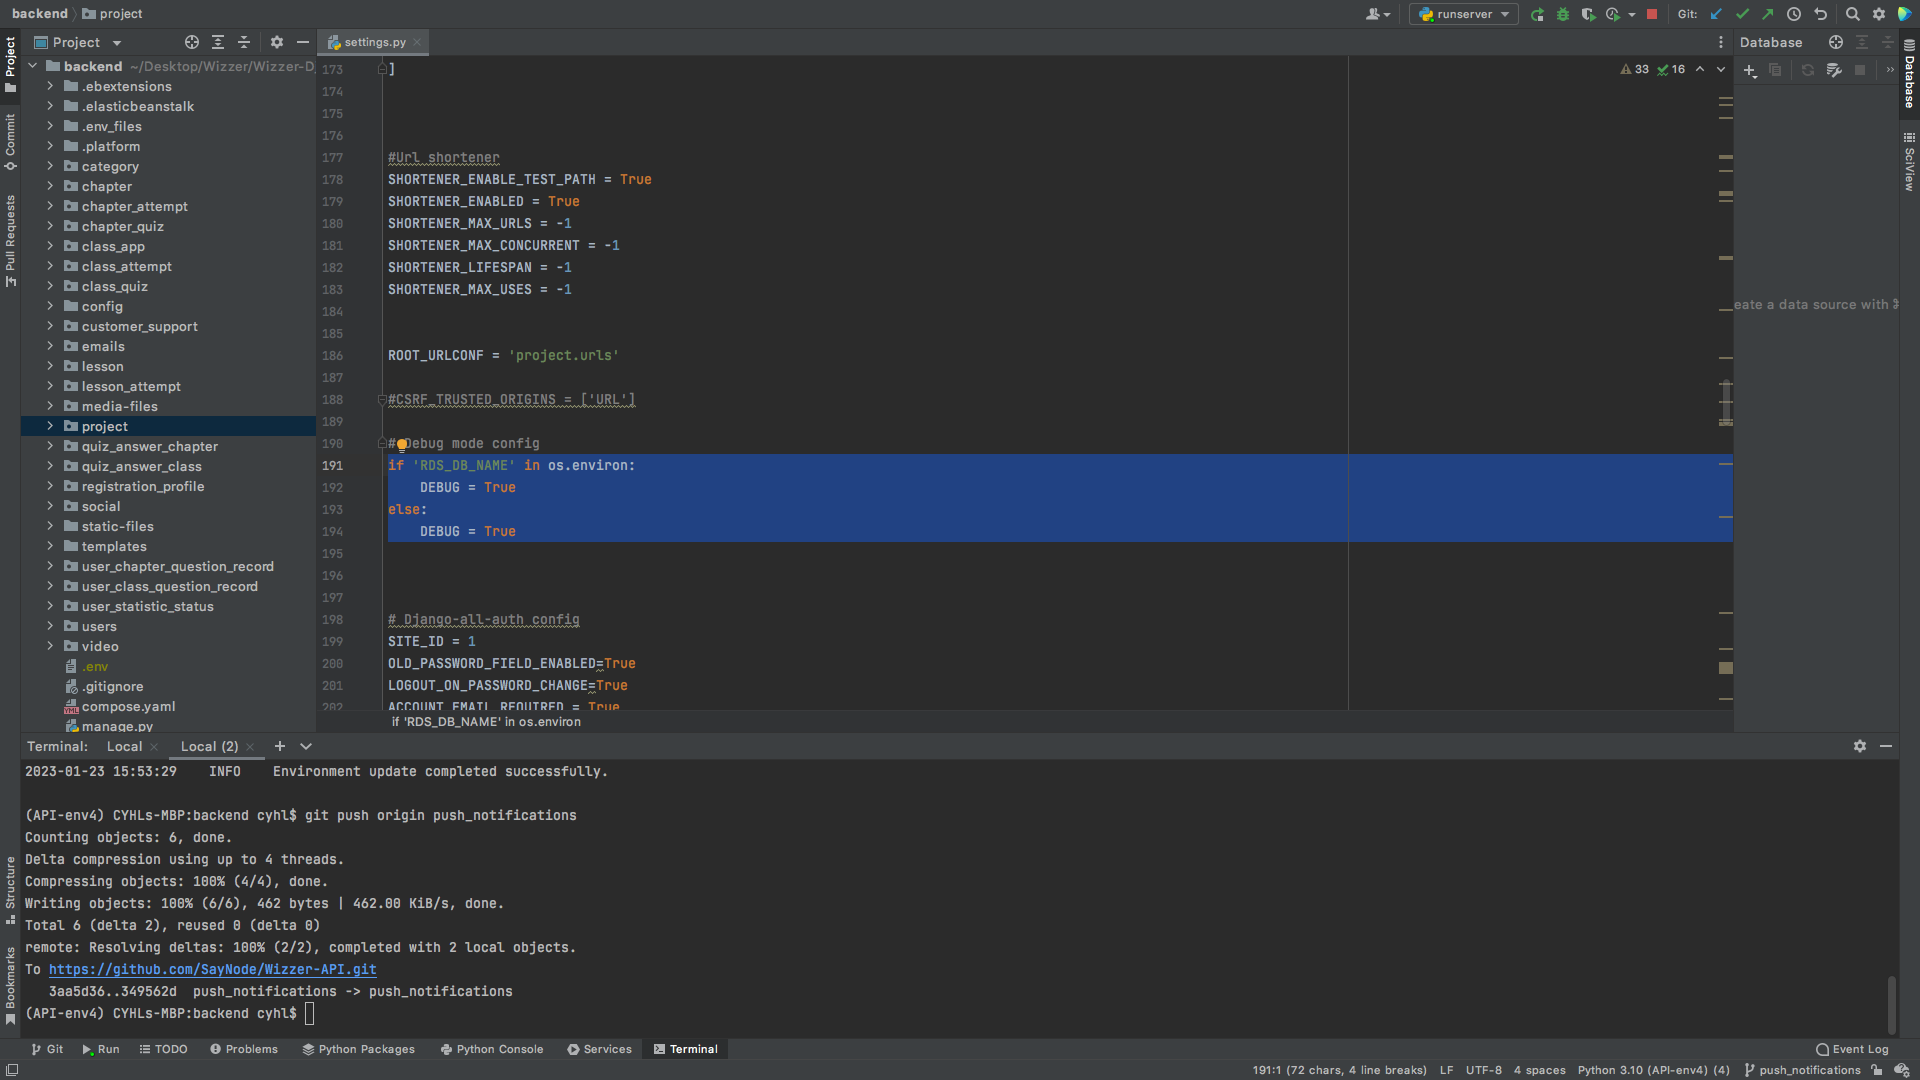 backend
project
runserver
Git:
Project
settings.py
Database
backend ~/Desktop/Wizzer/Wizzer-D
.ebextensions
.elasticbeanstalk
.env_files
.platform
category
chapter
chapter_attempt
chapter_quiz
class_app
class_attempt
class_quiz
config
customer_support
emails
lesson
lesson_attempt
media-files
project
quiz_answer_chapter
quiz_answer_class
registration_profile
social
static-files
templates
user_chapter_question_record
user_class_question_record
user_statistic_status
users
video
.env
.gitignore
compose.yaml
manage.py
33 16
173 ]
174
175
176
177 #Url shortener
178 SHORTENER_ENABLE_TEST_PATH = True
179 SHORTENER_ENABLED = True
180 SHORTENER_MAX_URLS = -1
181 SHORTENER_MAX_CONCURRENT = -1
182 SHORTENER_LIFESPAN = -1
183 SHORTENER_MAX_USES = -1
184
185
186 ROOT_URLCONF = 'project.urls'
187
188 #CSRF_TRUSTED_ORIGINS = ['URL']
189
190 # Debug mode config
191 if 'RDS_DB_NAME' in os.environ:
192 DEBUG = True
193 else:
194 DEBUG = True
195
196
197
198 # Django-all-auth config
199 SITE_ID = 1
200 OLD_PASSWORD_FIELD_ENABLED=True
201 LOGOUT_ON_PASSWORD_CHANGE=True
202 ACCOUNT_EMAIL_REQUIRED = True
if 'RDS_DB_NAME' in os.environ
eate a data source with ⌘
Project
Commit
Pull Requests
Structure
Bookmarks
Database
SciView
Terminal: Local Local (2)
2023-01-23 15:53:29 INFO Environment update completed successfully.
(API-env4) CYHLs-MBP:backend cyhl$ git push origin push_notifications
Counting objects: 6, done.
Delta compression using up to 4 threads.
Compressing objects: 100% (4/4), done.
Writing objects: 100% (6/6), 462 bytes | 462.00 KiB/s, done.
Total 6 (delta 2), reused 0 (delta 0)
remote: Resolving deltas: 100% (2/2), completed with 2 local objects.
To https://github.com/SayNode/Wizzer-API.git
3aa5d36..349562d push_notifications -> push_notifications
(API-env4) CYHLs-MBP:backend cyhl$
Git Run TODO Problems Python Packages Python Console Services Terminal Event Log
191:1 (72 chars, 4 line breaks) LF UTF-8 4 spaces Python 3.10 (API-env4) (4) push_notifications